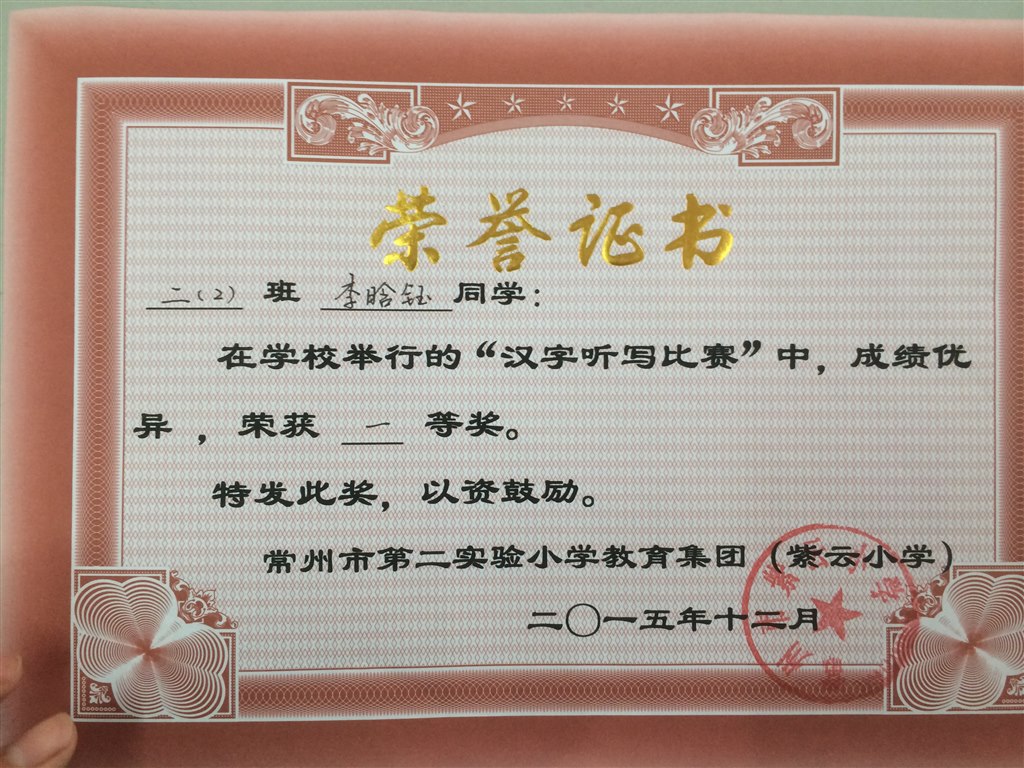 荣誉证书
二(2) 班 李晗钰 同学:
在学校举行的“汉字听写比赛”中,成绩优
异,荣获 一 等奖。
特发此奖,以资鼓励。
常州市第二实验小学教育集团(紫云小学)
二〇一五年十二月